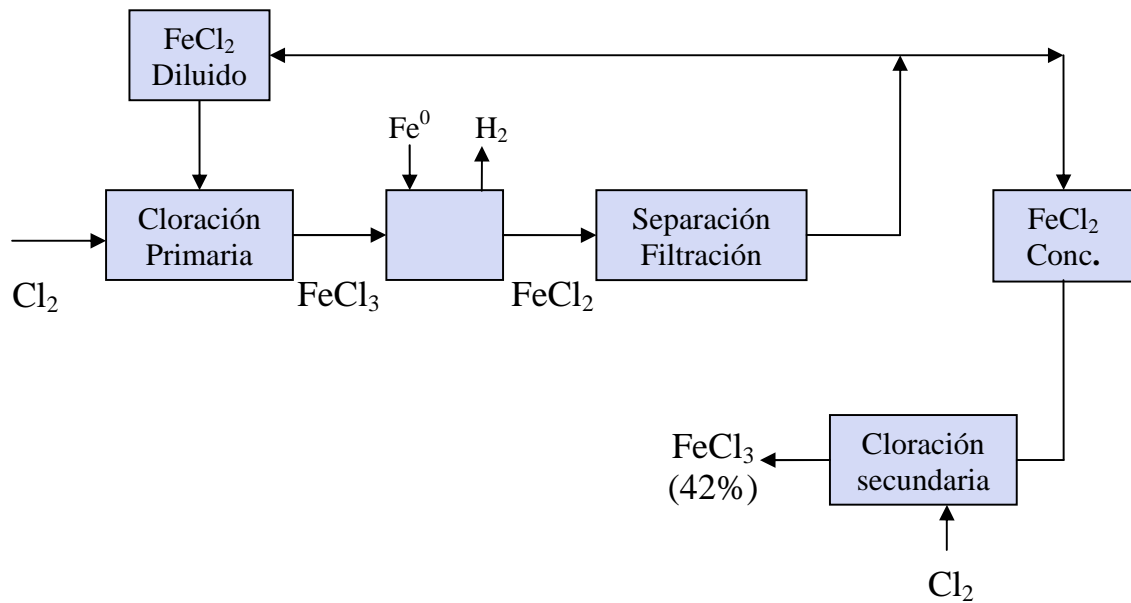 FeCl₂
Diluido
Fe⁰
H₂
Cloración
Primaria
Separación
Filtración
FeCl₂
Conc.
Cl₂
FeCl₃
FeCl₂
FeCl₃
(42%)
Cloración
secundaria
Cl₂